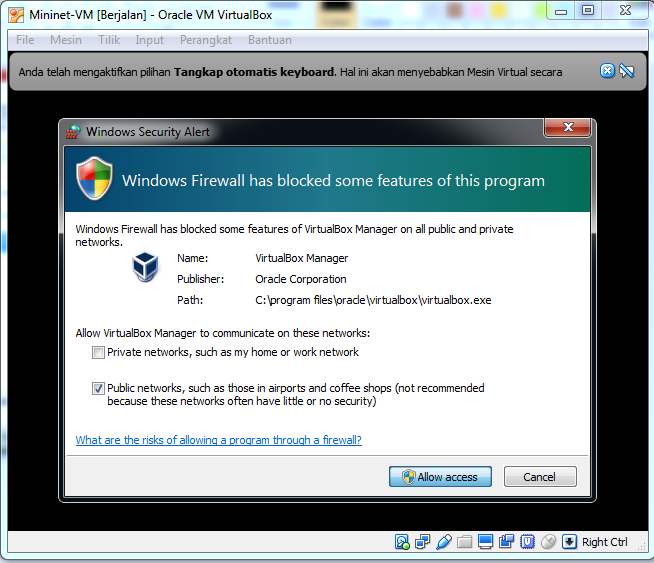 Mininet-VM [Berjalan] - Oracle VM VirtualBox
File Mesin Tilik Input Perangkat Bantuan
Anda telah mengaktifkan pilihan Tangkap otomatis keyboard. Hal ini akan menyebabkan Mesin Virtual secara
Windows Security Alert
Windows Firewall has blocked some features of this program
Windows Firewall has blocked some features of VirtualBox Manager on all public and private
networks.
Name: VirtualBox Manager
Publisher: Oracle Corporation
Path: C:\program files\oracle\virtualbox\virtualbox.exe
Allow VirtualBox Manager to communicate on these networks:
Private networks, such as my home or work network
Public networks, such as those in airports and coffee shops (not recommended
because these networks often have little or no security)
What are the risks of allowing a program through a firewall?
Allow access Cancel
Right Ctrl